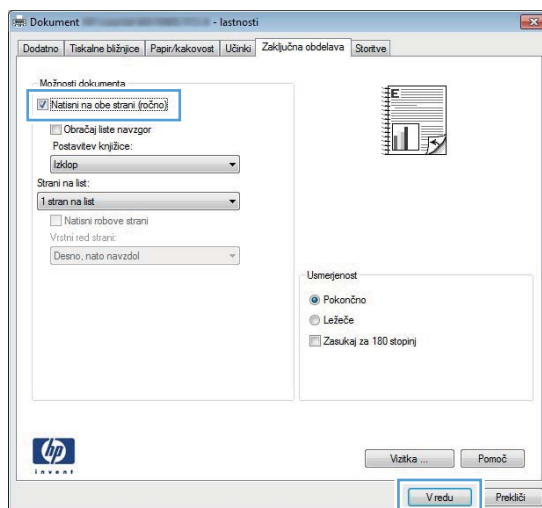 Dokument - lastnosti
Dodatno Tiskalne bližnjice Papir/kakovost Učinki Zaključna obdelava Storitve
Možnosti dokumenta
Natisni na obe strani (ročno)
Obračaj liste navzgor
Postavitev knjižice:
Izklop
Strani na list:
1 stran na list
Natisni robove strani
Vrstni red strani:
Desno, nato navzdol
E
Usmerjenost
Pokončno
Ležeče
Zasukaj za 180 stopinj
hp
invent
Vizitka ... Pomoč
V redu Prekliči